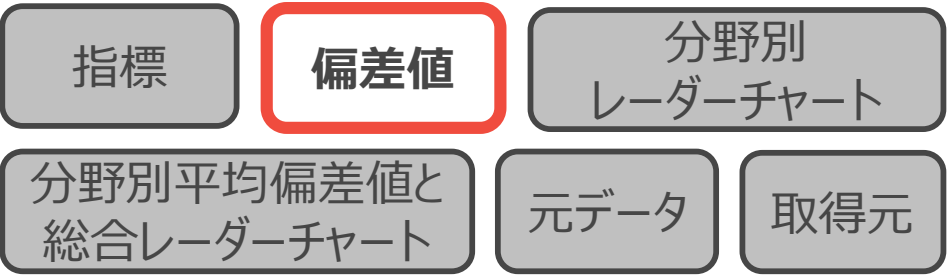 指標
偏差値
分野別
レーダーチャート
分野別平均偏差値と
総合レーダーチャート
元データ
取得元